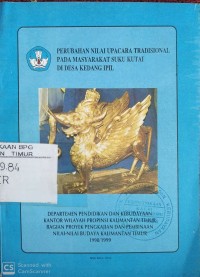 PERUBAHAN NILAI UPACARA TRADISIONAL
PADA MASYARAKAT SUKU KUTAI
DI DESA KEDANG IPIL
KAAN BPG
N. TIMUR
9.84
ER
DEPARTEMEN PENDIDIKAN DAN KEBUDAYAAN
KANTOR WILAYAH PROPINSI KALIMANTAN TIMUR
BAGIAN PROYEK PENGKAJIAN DAN PEMBINAAN
NILAI-NILAI BUDAYA KALIMANTAN TIMUR
1998/1999
CS
Scanned with
CamScanner